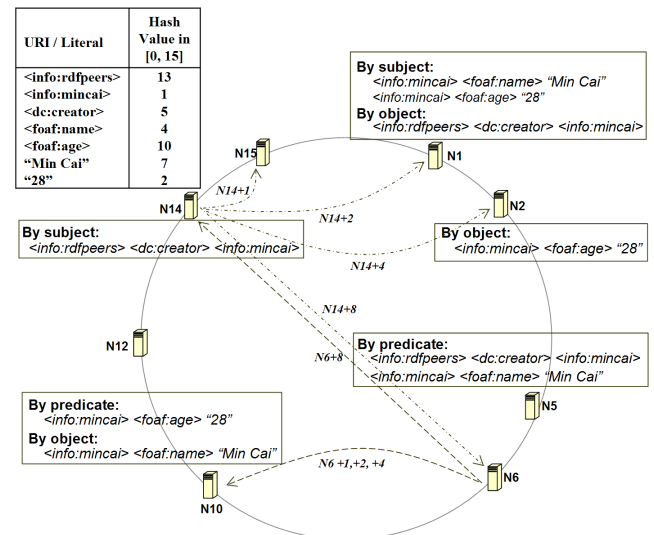 URI / Literal Hash Value in [0, 15]
<info:rdfpeers> 13
<info:mincai> 1
<dc:creator> 5
<foaf:name> 4
<foaf:age> 10
“Min Cai” 7
“28” 2
By subject:
<info:mincai> <foaf:name> “Min Cai”
<info:mincai> <foaf:age> “28”
By object:
<info:rdfpeers> <dc:creator> <info:mincai>
N15
N1
N14+1
N14
N14+2
N2
By subject:
<info:rdfpeers> <dc:creator> <info:mincai>
By object:
<info:mincai> <foaf:age> “28”
N14+4
N14+8
N12
N6+8
By predicate:
<info:rdfpeers> <dc:creator> <info:mincai>
<info:mincai> <foaf:name> “Min Cai”
By predicate:
<info:mincai> <foaf:age> “28”
By object:
<info:mincai> <foaf:name> “Min Cai”
N5
N6 +1,+2, +4
N6
N10